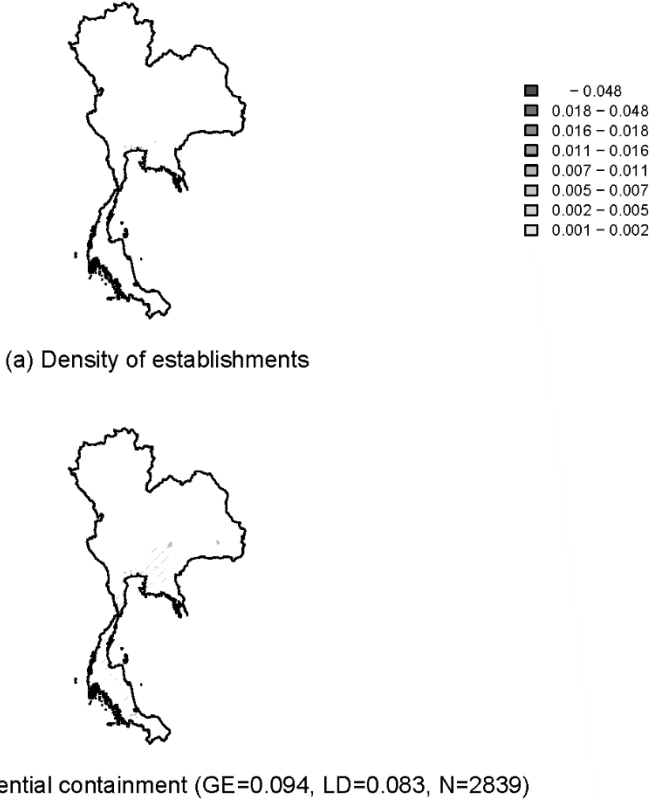 − 0.048
0.018 − 0.048
0.016 − 0.018
0.011 − 0.016
0.007 − 0.011
0.005 − 0.007
0.002 − 0.005
0.001 − 0.002
(a) Density of establishments
ential containment (GE=0.094, LD=0.083, N=2839)